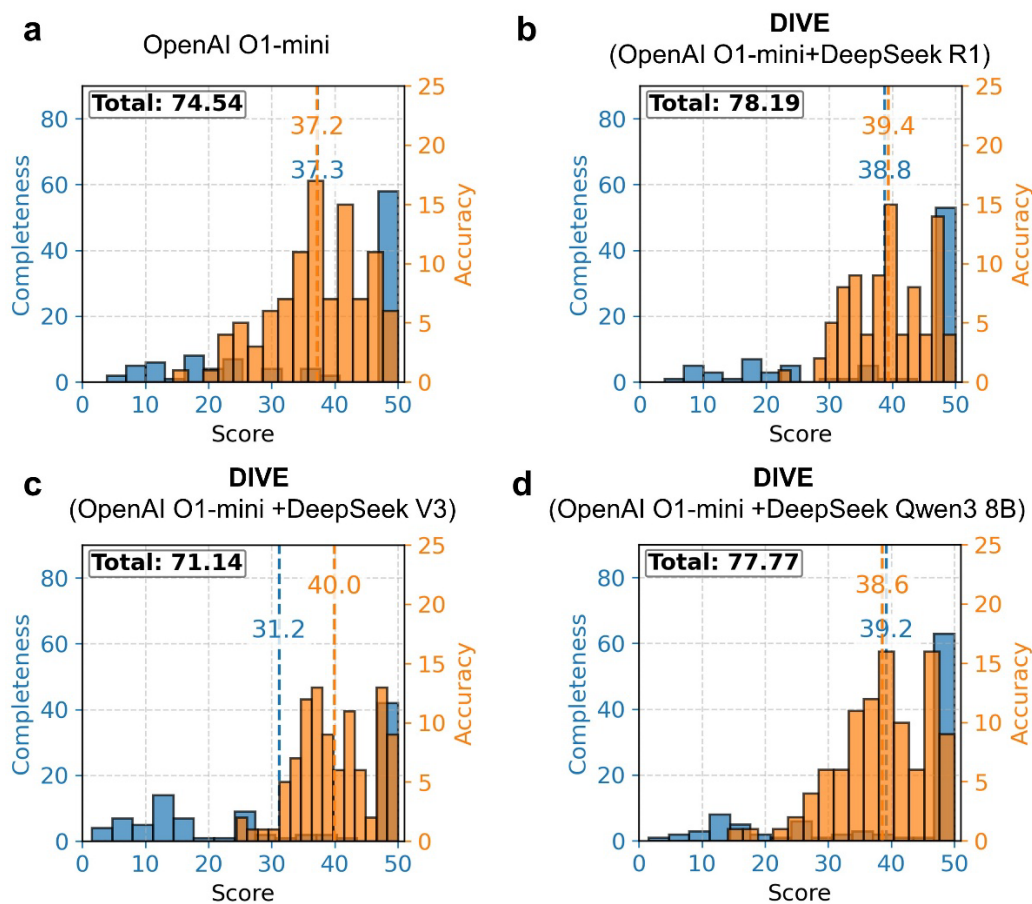 a
OpenAI O1-mini
Total: 74.54
37.2
37.3
Completeness
Accuracy
80
60
40
20
0
25
20
15
10
5
0
0 10 20 30 40 50
Score
b
DIVE
(OpenAI O1-mini+DeepSeek R1)
Total: 78.19
39.4
38.8
Completeness
Accuracy
80
60
40
20
0
25
20
15
10
5
0
0 10 20 30 40 50
Score
c
DIVE
(OpenAI O1-mini +DeepSeek V3)
Total: 71.14
40.0
31.2
Completeness
Accuracy
80
60
40
20
0
25
20
15
10
5
0
0 10 20 30 40 50
Score
d
DIVE
(OpenAI O1-mini +DeepSeek Qwen3 8B)
Total: 77.77
38.6
39.2
Completeness
Accuracy
80
60
40
20
0
25
20
15
10
5
0
0 10 20 30 40 50
Score